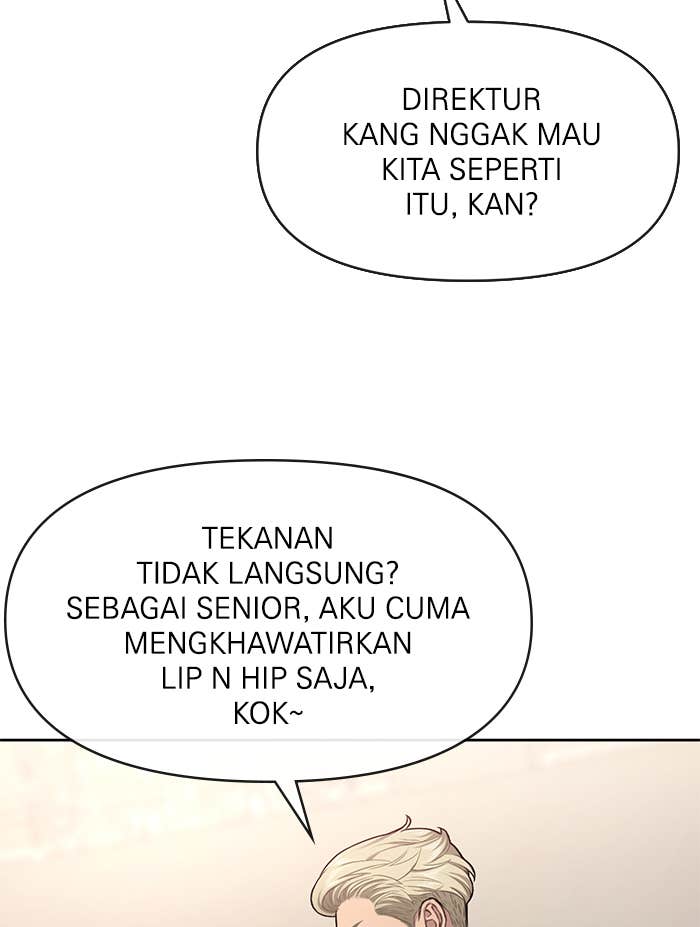 DIREKTUR
KANG NGGAK MAU
KITA SEPERTI
ITU, KAN?
TEKANAN
TIDAK LANGSUNG?
SEBAGAI SENIOR, AKU CUMA
MENGKHAWATIRKAN
LIP N HIP SAJA,
KOK~